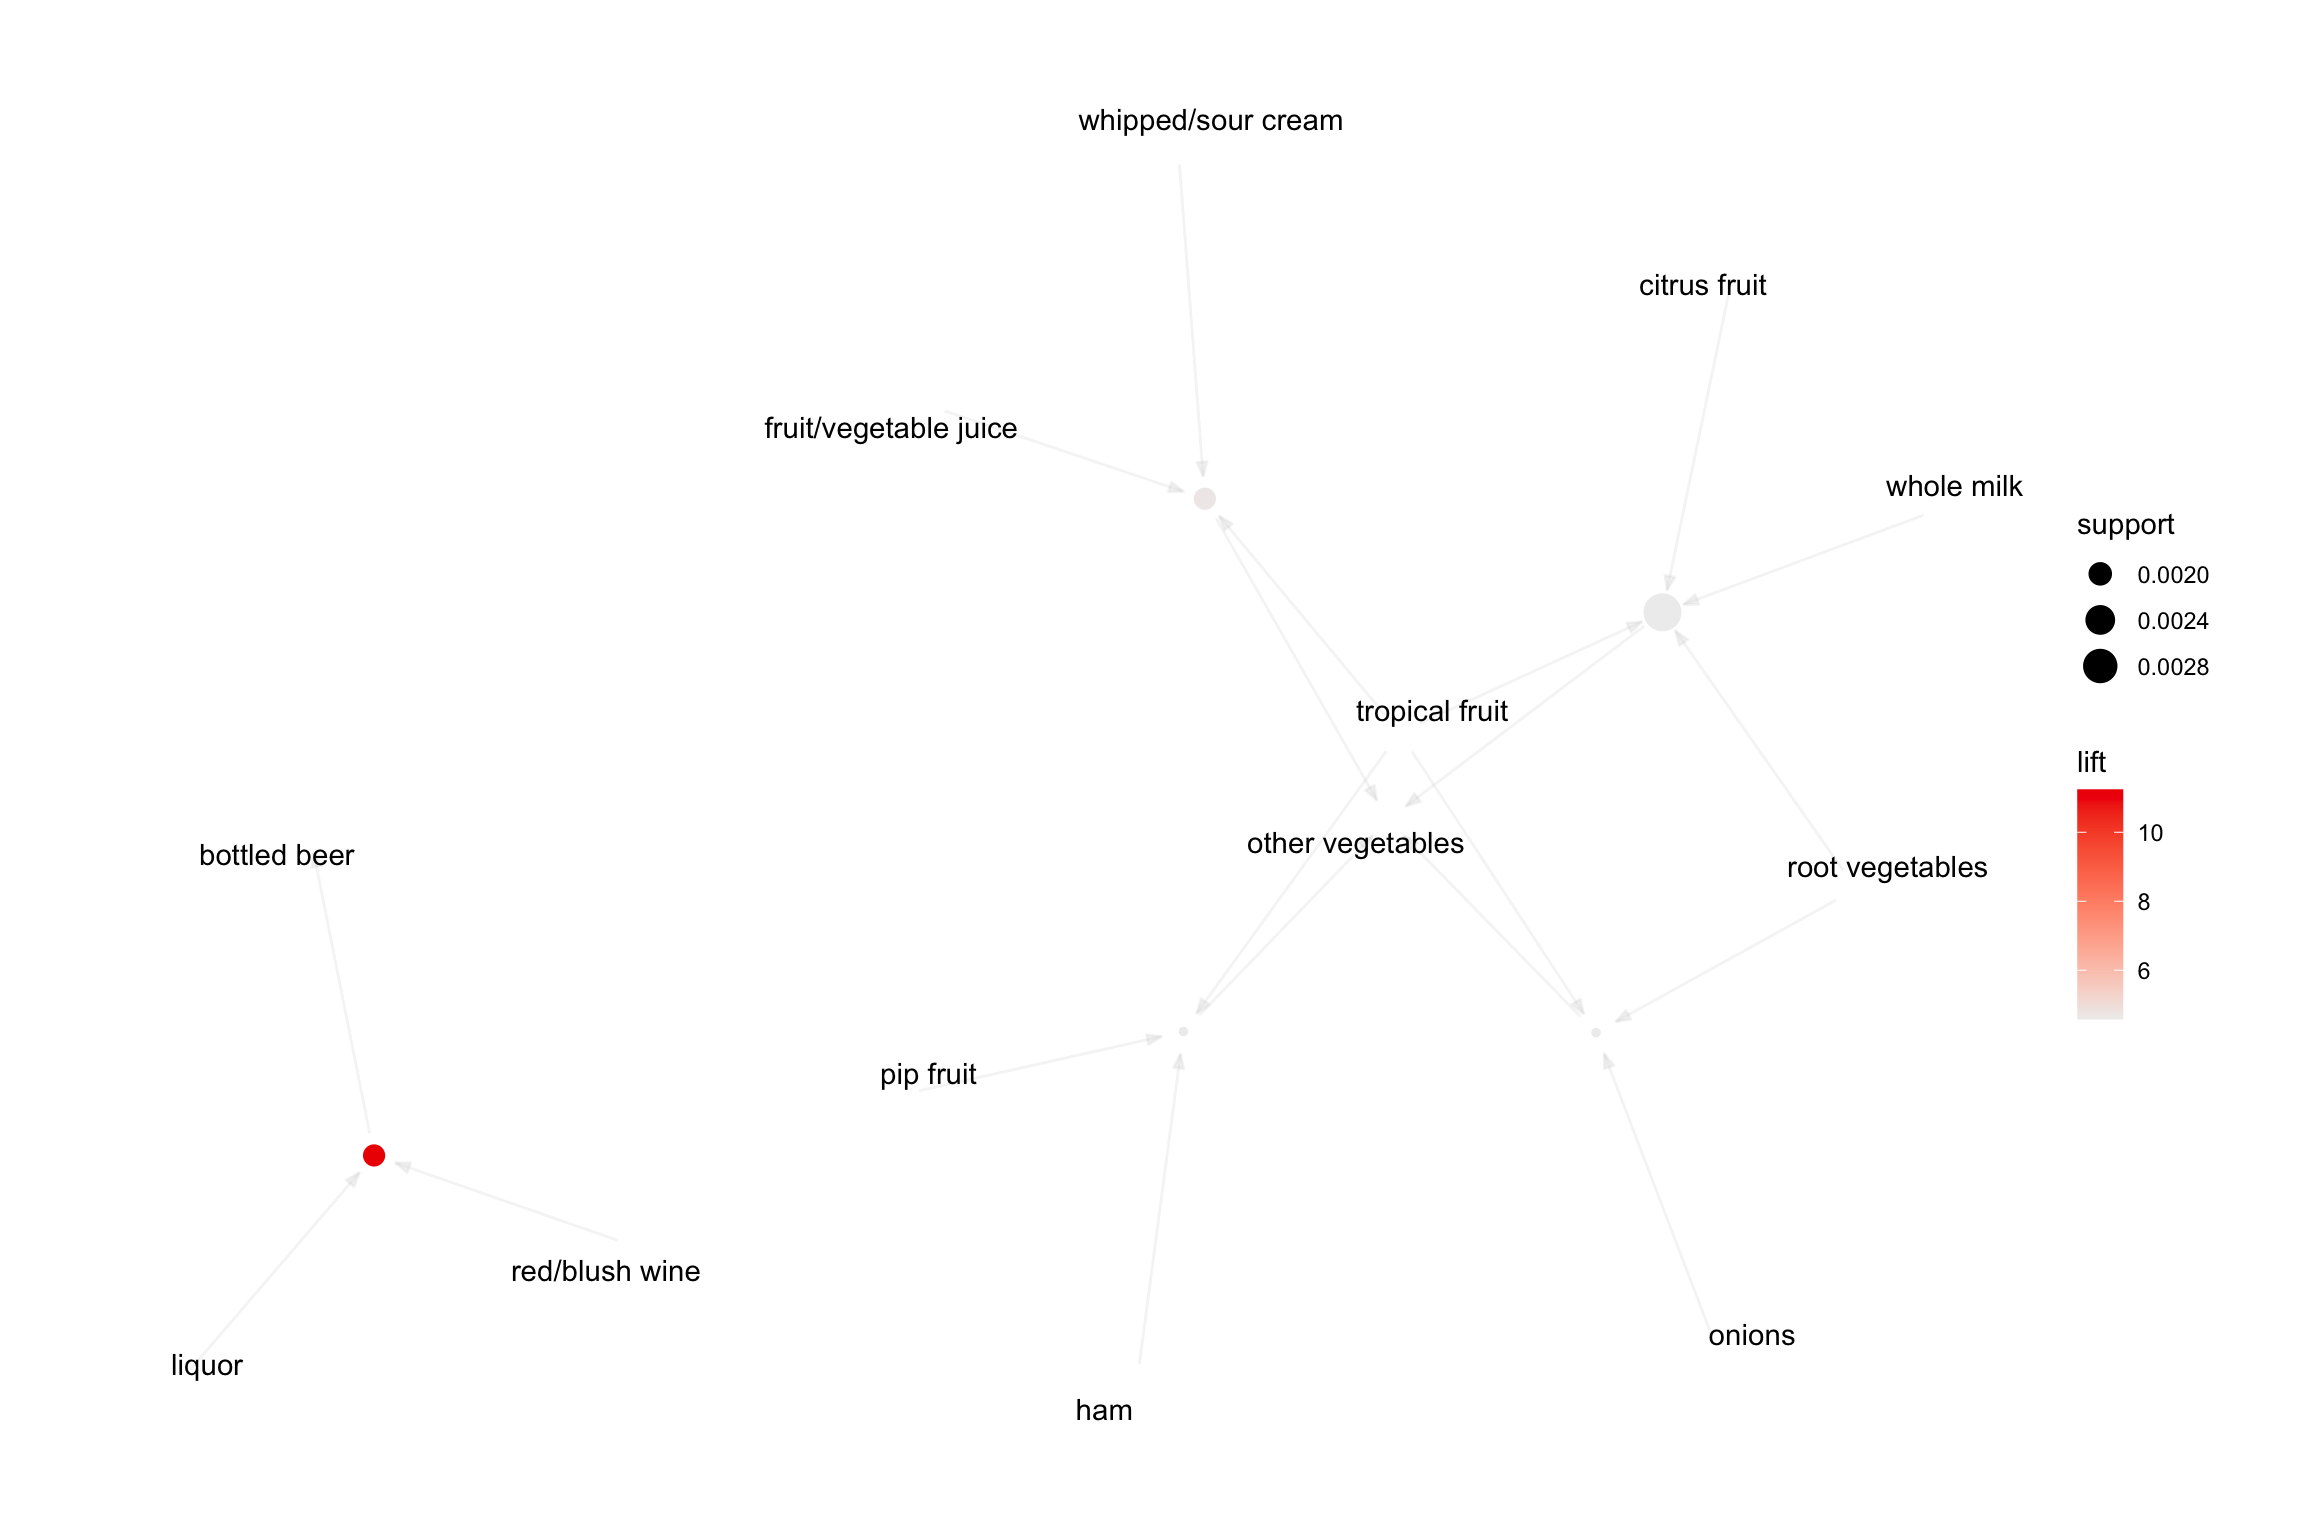 whipped/sour cream
citrus fruit
fruit/vegetable juice
whole milk
tropical fruit
other vegetables
bottled beer
root vegetables
pip fruit
red/blush wine
onions
liquor
ham
support
0.0020
0.0024
0.0028
lift
10
8
6